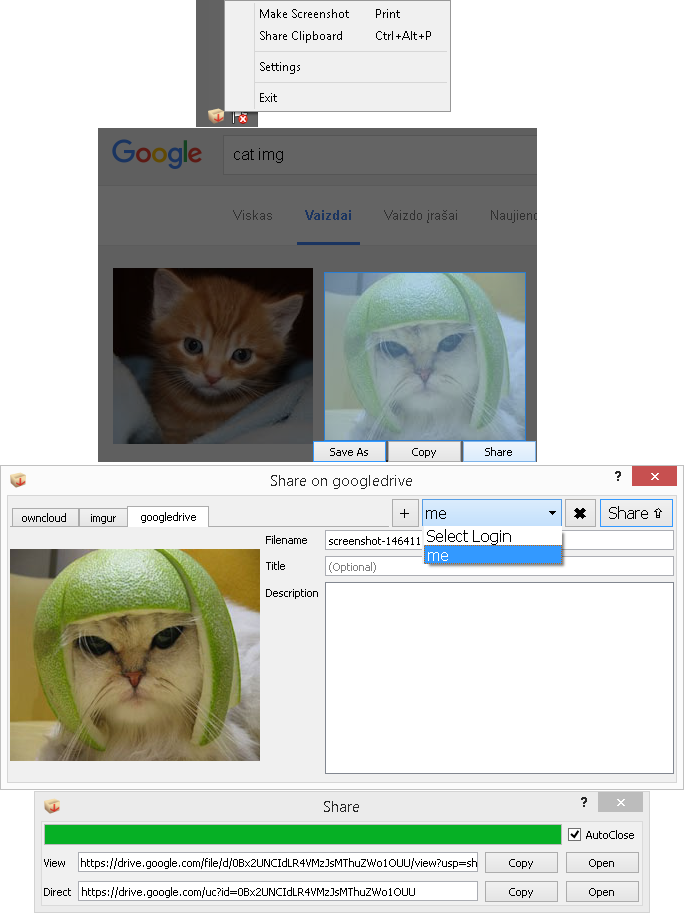 Make Screenshot Print
Share Clipboard Ctrl+Alt+P
Settings
Exit
Google cat img
Viskas Vaizdai Vaizdo įrašai Naujieno
Save As Copy Share
Share on googledrive ?
owncloud imgur googledrive + me Share
Select Login
me
Filename screenshot-146411
Title (Optional)
Description
Share ?
AutoClose
View https://drive.google.com/file/d/0Bx2UNCIdLR4VMzJsMThuZWo1OUU/view?usp=sh Copy Open
Direct https://drive.google.com/uc?id=0Bx2UNCIdLR4VMzJsMThuZWo1OUU Copy Open